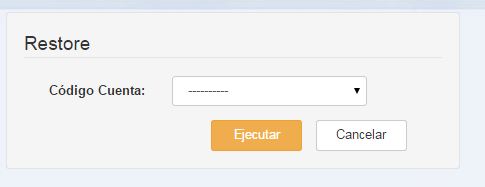 Restore
Código Cuenta: ----------
Ejecutar Cancelar